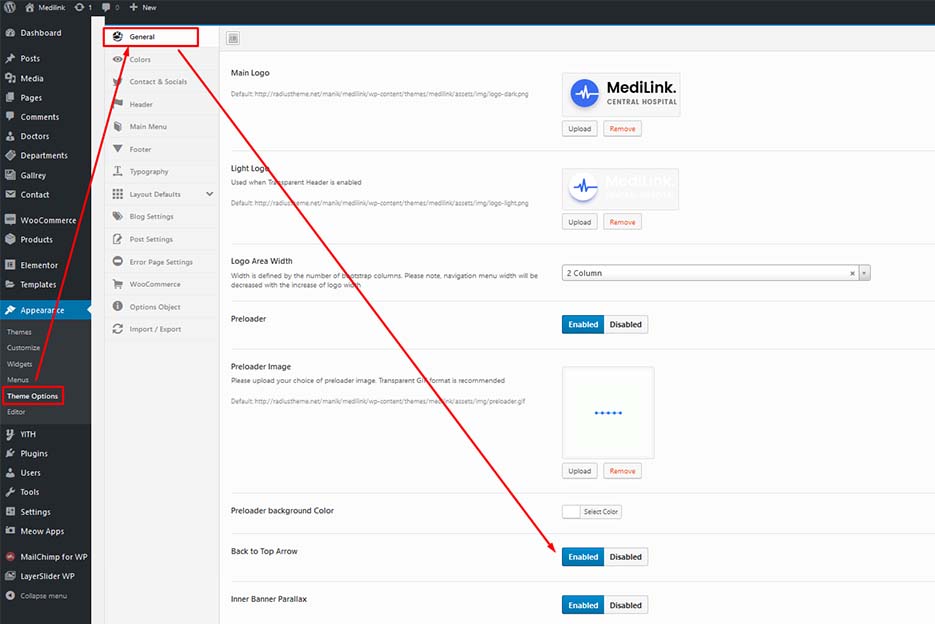 Medilink 1 0 New
Dashboard
Posts
Media
Pages
Comments
Doctors
Departments
Gallrey
Contact
WooCommerce
Products
Elementor
Templates
Appearance
Themes
Customize
Widgets
Menus
Theme Options
Editor
YITH
Plugins
Users
Tools
Settings
Meow Apps
MailChimp for WP
LayerSlider WP
Collapse menu
General
Colors
Contact & Socials
Header
Main Menu
Footer
Typography
Layout Defaults
Blog Settings
Post Settings
Error Page Settings
WooCommerce
Options Object
Import / Export
Main Logo
Default: http://radiustheme.net/manik/medilink/wp-content/themes/medilink/assets/img/logo-dark.png
MediLink.
CENTRAL HOSPITAL
Upload Remove
Light Logo
Used when Transparent Header is enabled
Default: http://radiustheme.net/manik/medilink/wp-content/themes/medilink/assets/img/logo-light.png
MediLink.
CENTRAL HOSPITAL
Upload Remove
Logo Area Width
Width is defined by the number of bootstrap columns. Please note, navigation menu width will be
decreased with the increase of logo width
2 Column
Preloader
Enabled Disabled
Preloader Image
Please upload your choice of preloader image. Transparent GIF format is recommended
Default: http://radiustheme.net/manik/medilink/wp-content/themes/medilink/assets/img/preloader.gif
Upload Remove
Preloader background Color
Select Color
Back to Top Arrow
Enabled Disabled
Inner Banner Parallax
Enabled Disabled